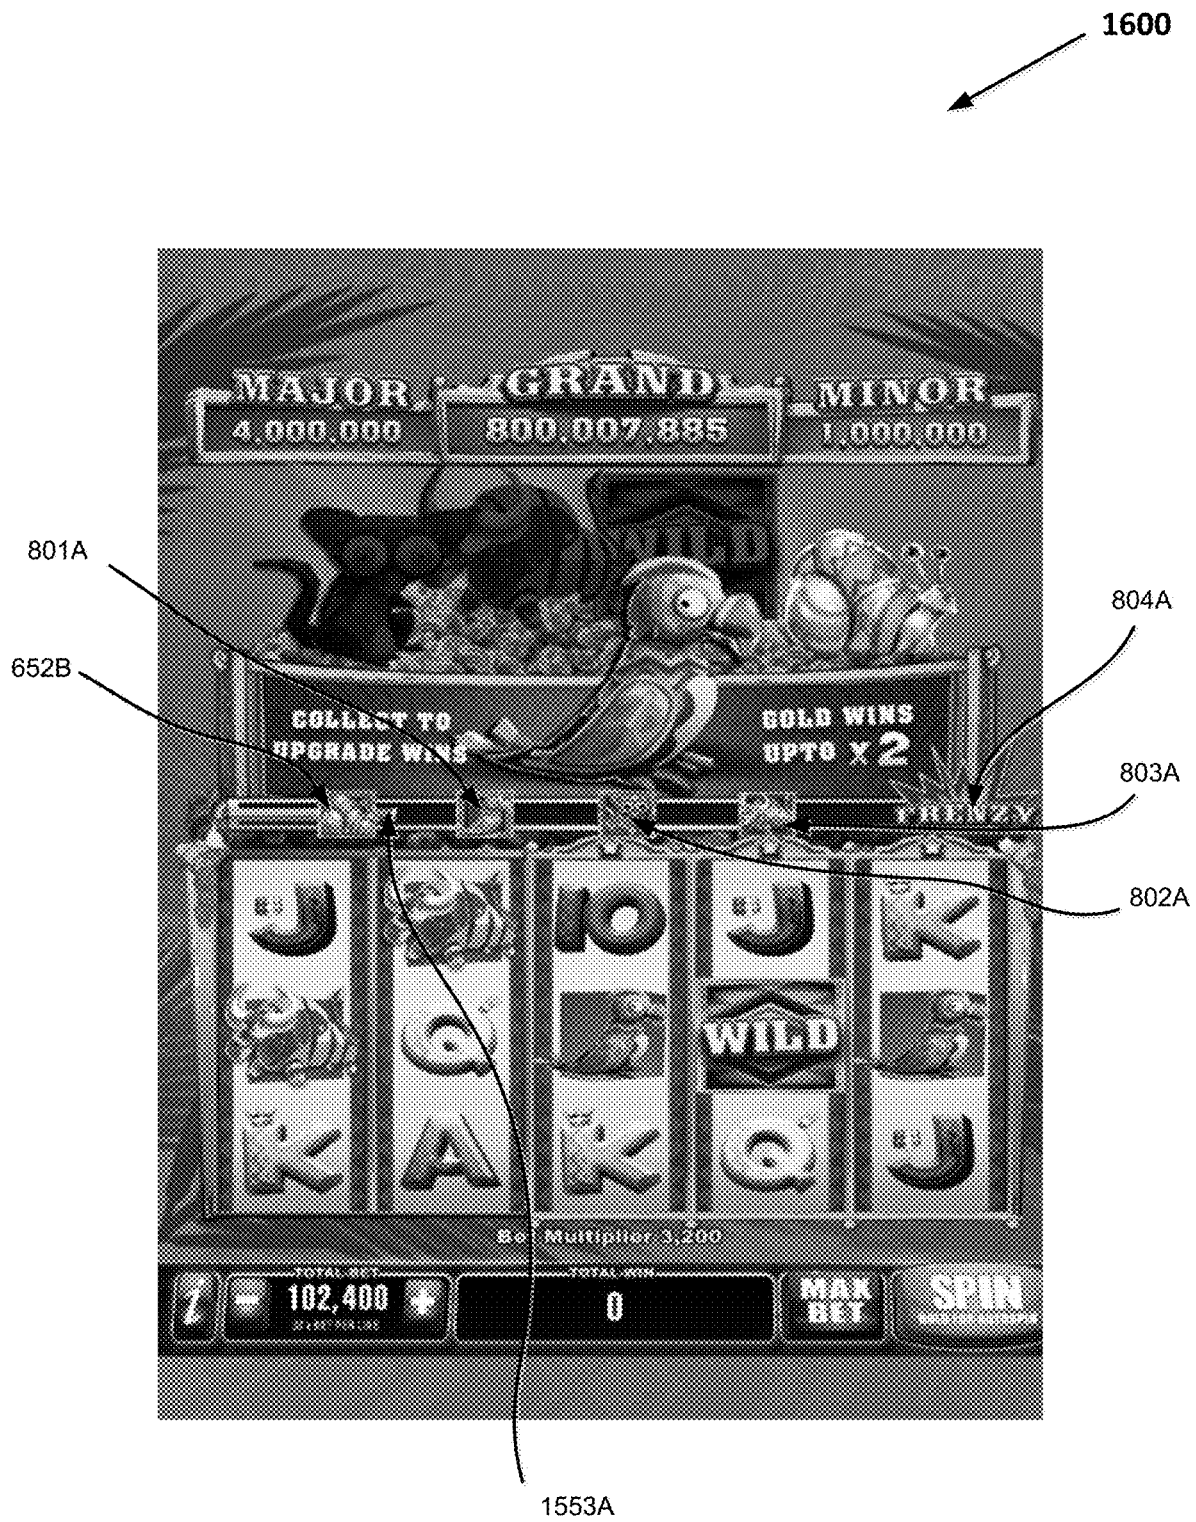 1600
MAJOR GRAND MINOR
4,000,000 800,007,885 1,000,000
WILD
801A
804A
652B
COLLECT TO
UPGRADE WINS
GOLD WINS
UPTO X 2
803A
FRENZY
802A
J 10 J K
Q WILD
K A K Q J
Bet Multiplier 3,200
TOTAL BET TOTAL WIN
i - 102,400 + 0 MAX BET SPIN
1553A